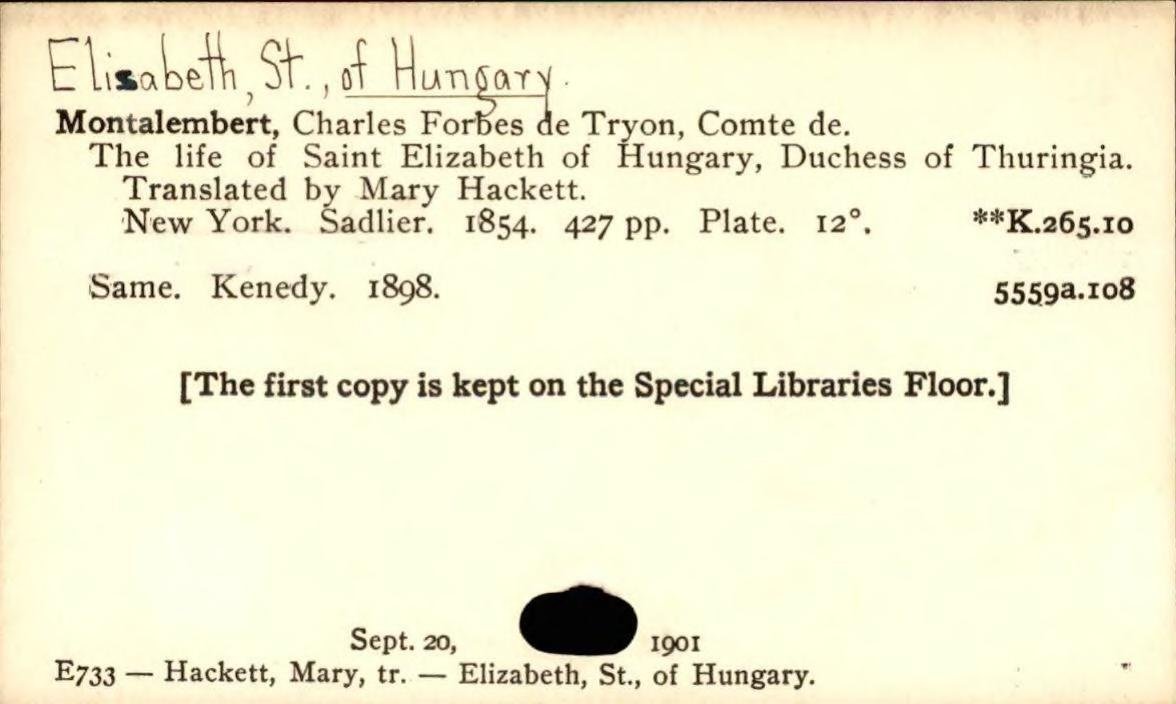 Elisabeth, St., of Hungary.
Montalembert, Charles Forbes de Tryon, Comte de.
The life of Saint Elizabeth of Hungary, Duchess of Thuringia.
Translated by Mary Hackett.
New York. Sadlier. 1854. 427 pp. Plate. 12°. **K.265.10
Same. Kenedy. 1898. 5559a.108
[The first copy is kept on the Special Libraries Floor.]
Sept. 20, 1901
E733 — Hackett, Mary, tr. — Elizabeth, St., of Hungary.